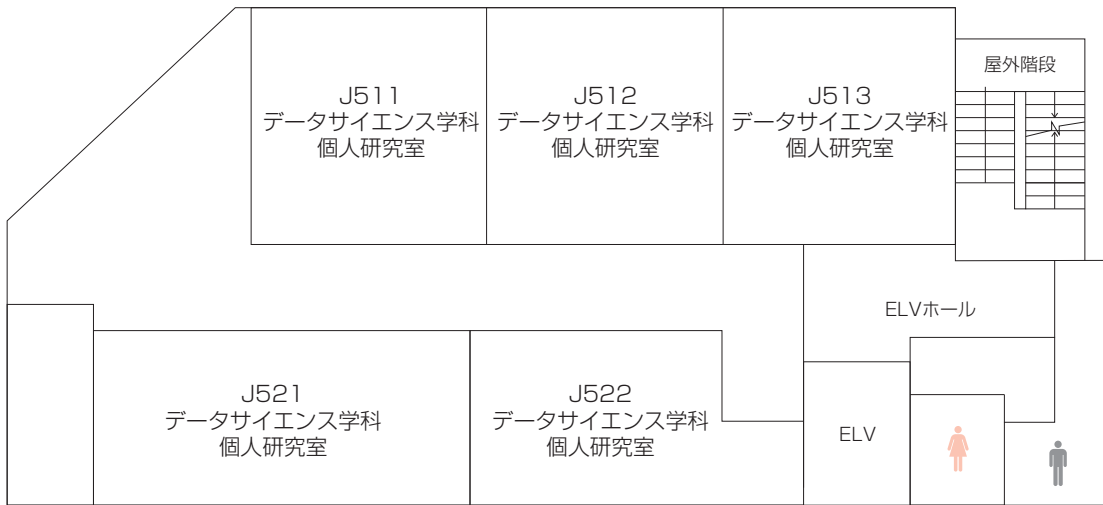 J511
データサイエンス学科
個人研究室
J512
データサイエンス学科
個人研究室
J513
データサイエンス学科
個人研究室
屋外階段
ELVホール
J521
データサイエンス学科
個人研究室
J522
データサイエンス学科
個人研究室
ELV